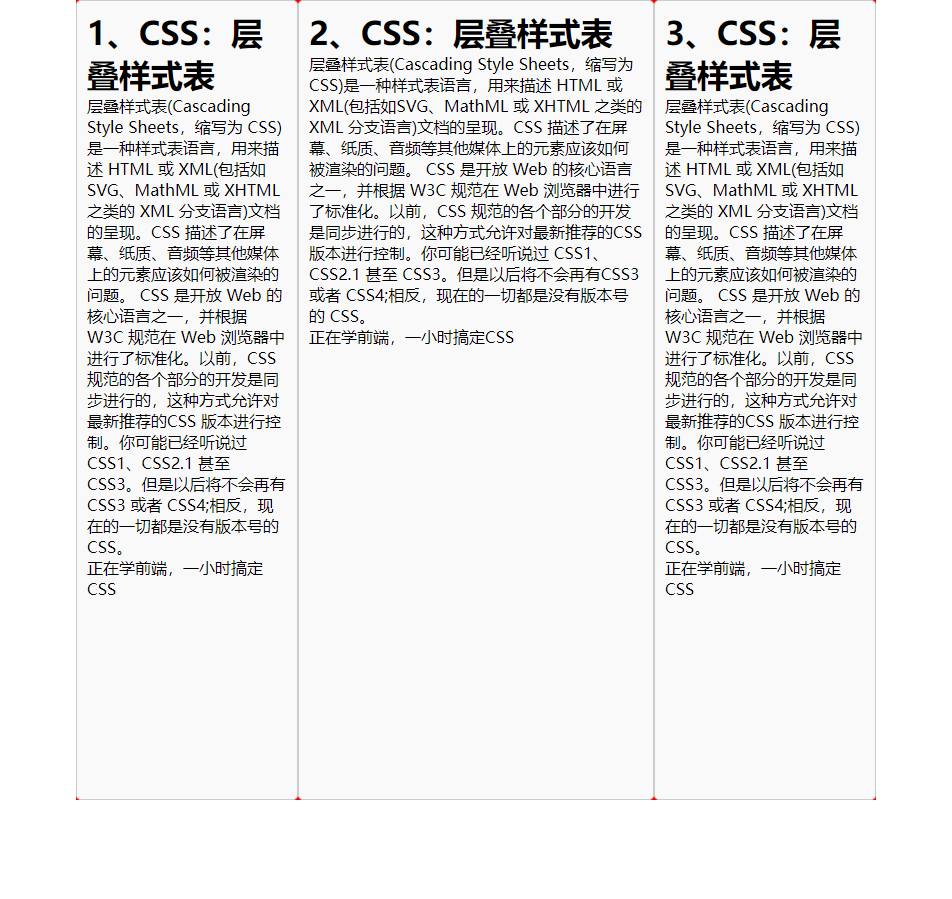 1、CSS：层
叠样式表
层叠样式表(Cascading
Style Sheets，缩写为 CSS)
是一种样式表语言，用来描
述 HTML 或 XML(包括如
SVG、MathML 或 XHTML
之类的 XML 分支语言)文档
的呈现。CSS 描述了在屏
幕、纸质、音频等其他媒体
上的元素应该如何被渲染的
问题。 CSS 是开放 Web 的
核心语言之一，并根据
W3C 规范在 Web 浏览器中
进行了标准化。以前，CSS
规范的各个部分的开发是同
步进行的，这种方式允许对
最新推荐的CSS 版本进行控
制。你可能已经听说过
CSS1、CSS2.1 甚至
CSS3。但是以后将不会再有
CSS3 或者 CSS4;相反，现
在的一切都是没有版本号的
CSS。
正在学前端，一小时搞定
CSS
2、CSS：层叠样式表
层叠样式表(Cascading Style Sheets，缩写为
CSS)是一种样式表语言，用来描述 HTML 或
XML(包括如SVG、MathML 或 XHTML 之类的
XML 分支语言)文档的呈现。CSS 描述了在屏
幕、纸质、音频等其他媒体上的元素应该如何
被渲染的问题。 CSS 是开放 Web 的核心语言
之一，并根据 W3C 规范在 Web 浏览器中进行
了标准化。以前，CSS 规范的各个部分的开发
是同步进行的，这种方式允许对最新推荐的CSS
版本进行控制。你可能已经听说过 CSS1、
CSS2.1 甚至 CSS3。但是以后将不会再有CSS3
或者 CSS4;相反，现在的一切都是没有版本号
的 CSS。
正在学前端，一小时搞定CSS
3、CSS：层
叠样式表
层叠样式表(Cascading
Style Sheets，缩写为 CSS)
是一种样式表语言，用来描
述 HTML 或 XML(包括如
SVG、MathML 或 XHTML
之类的 XML 分支语言)文档
的呈现。CSS 描述了在屏
幕、纸质、音频等其他媒体
上的元素应该如何被渲染的
问题。 CSS 是开放 Web 的
核心语言之一，并根据
W3C 规范在 Web 浏览器中
进行了标准化。以前，CSS
规范的各个部分的开发是同
步进行的，这种方式允许对
最新推荐的CSS 版本进行控
制。你可能已经听说过
CSS1、CSS2.1 甚至
CSS3。但是以后将不会再有
CSS3 或者 CSS4;相反，现
在的一切都是没有版本号的
CSS。
正在学前端，一小时搞定
CSS